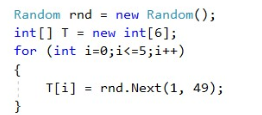 Random rnd = new Random();
int[] T = new int[6];
for (int i=0;i<=5;i++)
{
    T[i] = rnd.Next(1, 49);
}